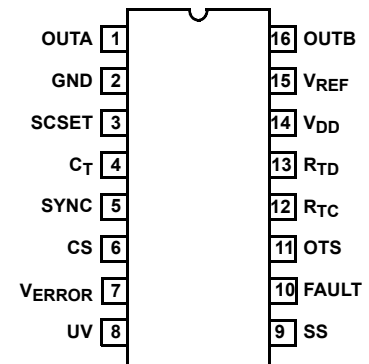 OUTA 1 16 OUTB
GND 2 15 VREF
SCSET 3 14 VDD
CT 4 13 RTD
SYNC 5 12 RTC
CS 6 11 OTS
VERROR 7 10 FAULT
UV 8 9 SS